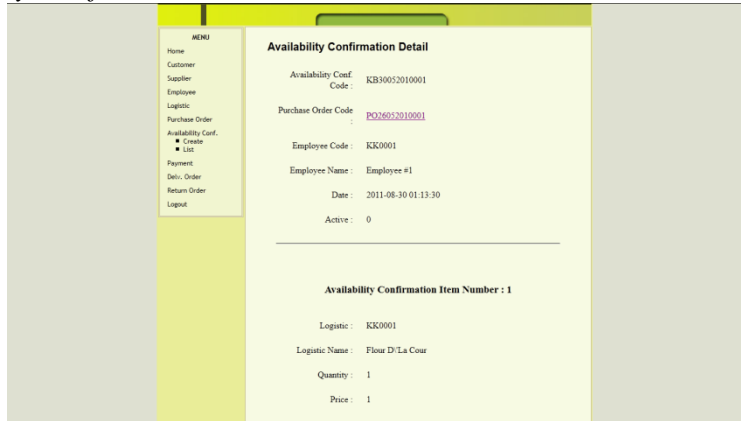 MENU
Home
Customer
Supplier
Employee
Logistic
Purchase Order
Availability Conf.
Create
List
Payment
Delv. Order
Return Order
Logout
Availability Confirmation Detail
Availability Conf.
Code : KB30052010001
Purchase Order Code
: PO26052010001
Employee Code : KK0001
Employee Name : Employee #1
Date : 2011-08-30 01:13:30
Active : 0
Availability Confirmation Item Number : 1
Logistic : KK0001
Logistic Name : Flour D\'La Cour
Quantity : 1
Price : 1